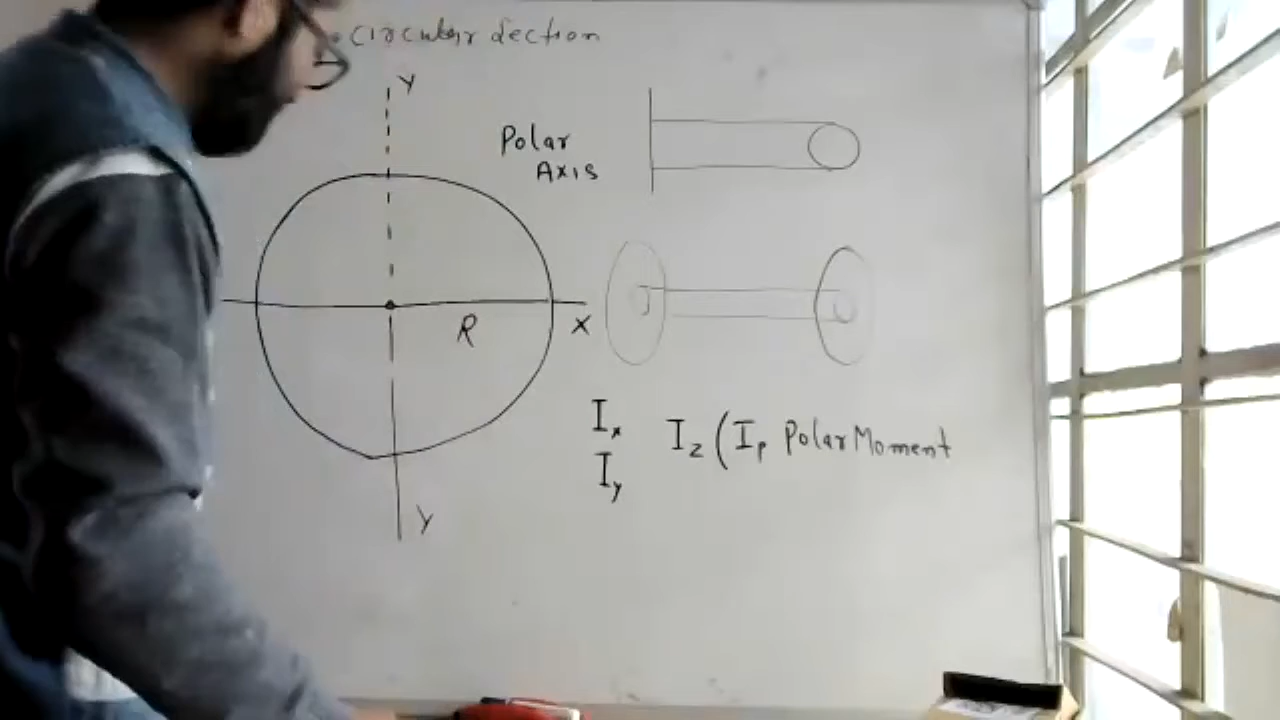 circular Section
Y
Polar
Axis
R
X
Ix
Iz (Ip Polar Moment
Iy
Y